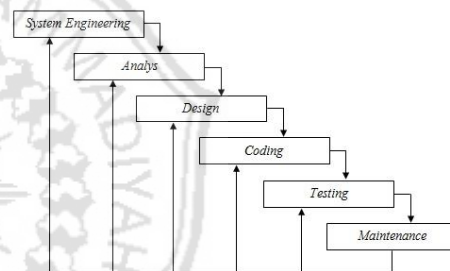 System Engineering
Analys
Design
Coding
Testing
Maintenance